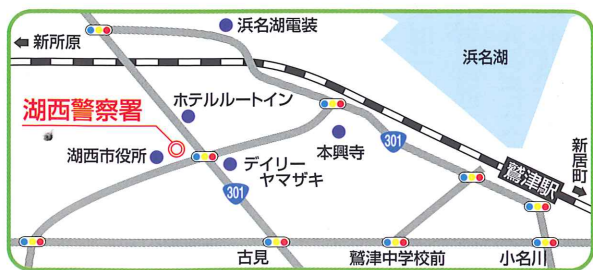 浜名湖電装
新所原
浜名湖
湖西警察署
ホテルルートイン
湖西市役所
デイリー
ヤマザキ
本興寺
301
301
鷲津駅
新居町
古見
鷲津中学校前
小名川